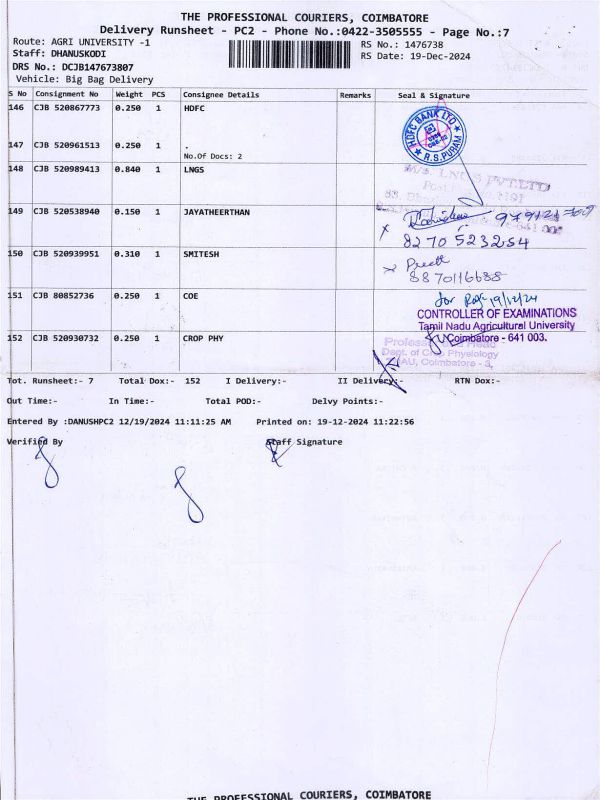 THE PROFESSIONAL COURIERS, COIMBATORE
Delivery Runsheet - PC2 - Phone No.:0422-3505555 - Page No.:7
Route: AGRI UNIVERSITY -1
RS No.: 1476738
Staff: DHANUSKODI
RS Date: 19-Dec-2024
DRS No.: DCJB147673807
Vehicle: Big Bag Delivery
S No Consignment No Weight PCS Consignee Details Remarks Seal & Signature
146 CJB 520867773 0.250 1 HDFC
HDFC BANK LTD
R.S.PURAM
147 CJB 520961513 0.250 1 .
No.Of Docs: 2
148 CJB 520989413 0.840 1 LNGS
M/s. LNGS PVT.LTD
149 CJB 520538940 0.150 1 JAYATHEERTHAN
8270523254
150 CJB 520939951 0.310 1 SMITESH
Preeth
8870116688
151 CJB 80852736 0.250 1 COE
for 19/12/24
CONTROLLER OF EXAMINATIONS
Tamil Nadu Agricultural University
Coimbatore - 641 003.
152 CJB 520930732 0.250 1 CROP PHY
Professor and Head
Dept. of Crop Physiology
TNAU, Coimbatore - 3,
Tot. Runsheet:- 7 Total Dox:- 152 I Delivery:- II Delivery:- RTN Dox:-
Out Time:- In Time:- Total POD:- Delvy Points:-
Entered By :DANUSHPC2 12/19/2024 11:11:25 AM Printed on: 19-12-2024 11:22:56
Verified By Staff Signature
THE PROFESSIONAL COURIERS, COIMBATORE